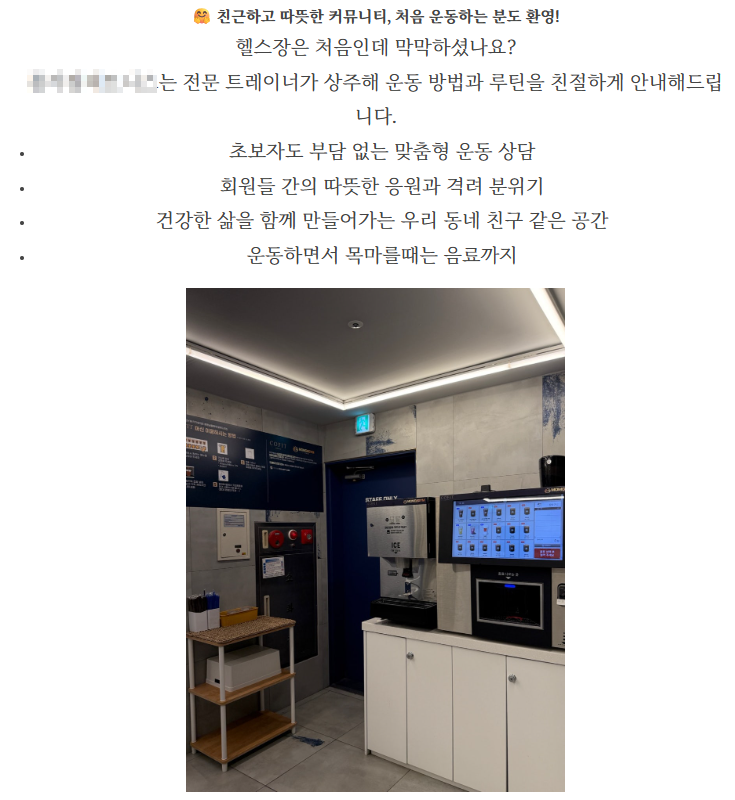 🤗 친근하고 따뜻한 커뮤니티, 처음 운동하는 분도 환영!
헬스장은 처음인데 막막하셨나요?
는 전문 트레이너가 상주해 운동 방법과 루틴을 친절하게 안내해드립
니다.
• 초보자도 부담 없는 맞춤형 운동 상담
• 회원들 간의 따뜻한 응원과 격려 분위기
• 건강한 삶을 함께 만들어가는 우리 동네 친구 같은 공간
• 운동하면서 목마를때는 음료까지
STAFF ONLY
ICE